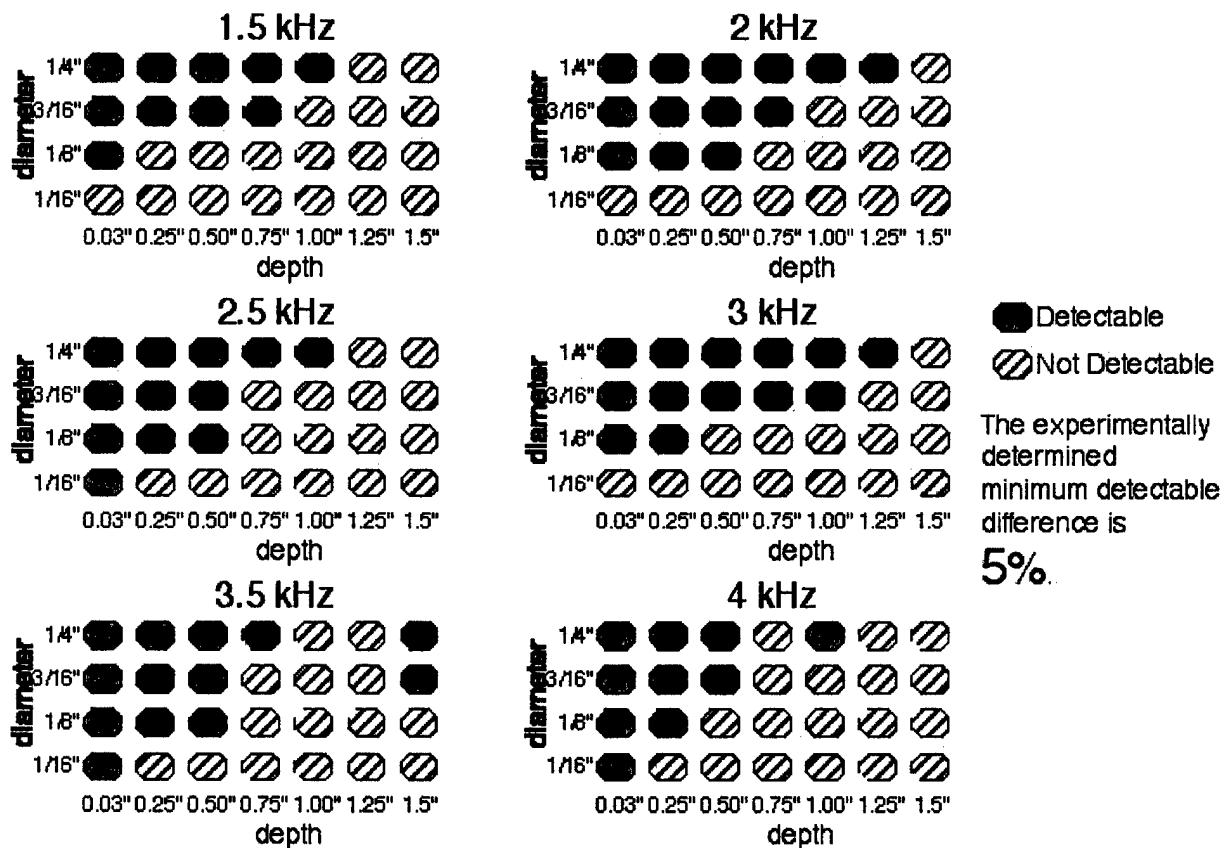 1.5 kHz
diameter
1/4"
3/16"
1/8"
1/16"
0.03" 0.25" 0.50" 0.75" 1.00" 1.25" 1.5"
depth
2 kHz
diameter
1/4"
3/16"
1/8"
1/16"
0.03" 0.25" 0.50" 0.75" 1.00" 1.25" 1.5"
depth
2.5 kHz
diameter
1/4"
3/16"
1/8"
1/16"
0.03" 0.25" 0.50" 0.75" 1.00" 1.25" 1.5"
depth
3 kHz
diameter
1/4"
3/16"
1/8"
1/16"
0.03" 0.25" 0.50" 0.75" 1.00" 1.25" 1.5"
depth
Detectable
Not Detectable
The experimentally
determined
minimum detectable
difference is
5%.
3.5 kHz
diameter
1/4"
3/16"
1/8"
1/16"
0.03" 0.25" 0.50" 0.75" 1.00" 1.25" 1.5"
depth
4 kHz
diameter
1/4"
3/16"
1/8"
1/16"
0.03" 0.25" 0.50" 0.75" 1.00" 1.25" 1.5"
depth